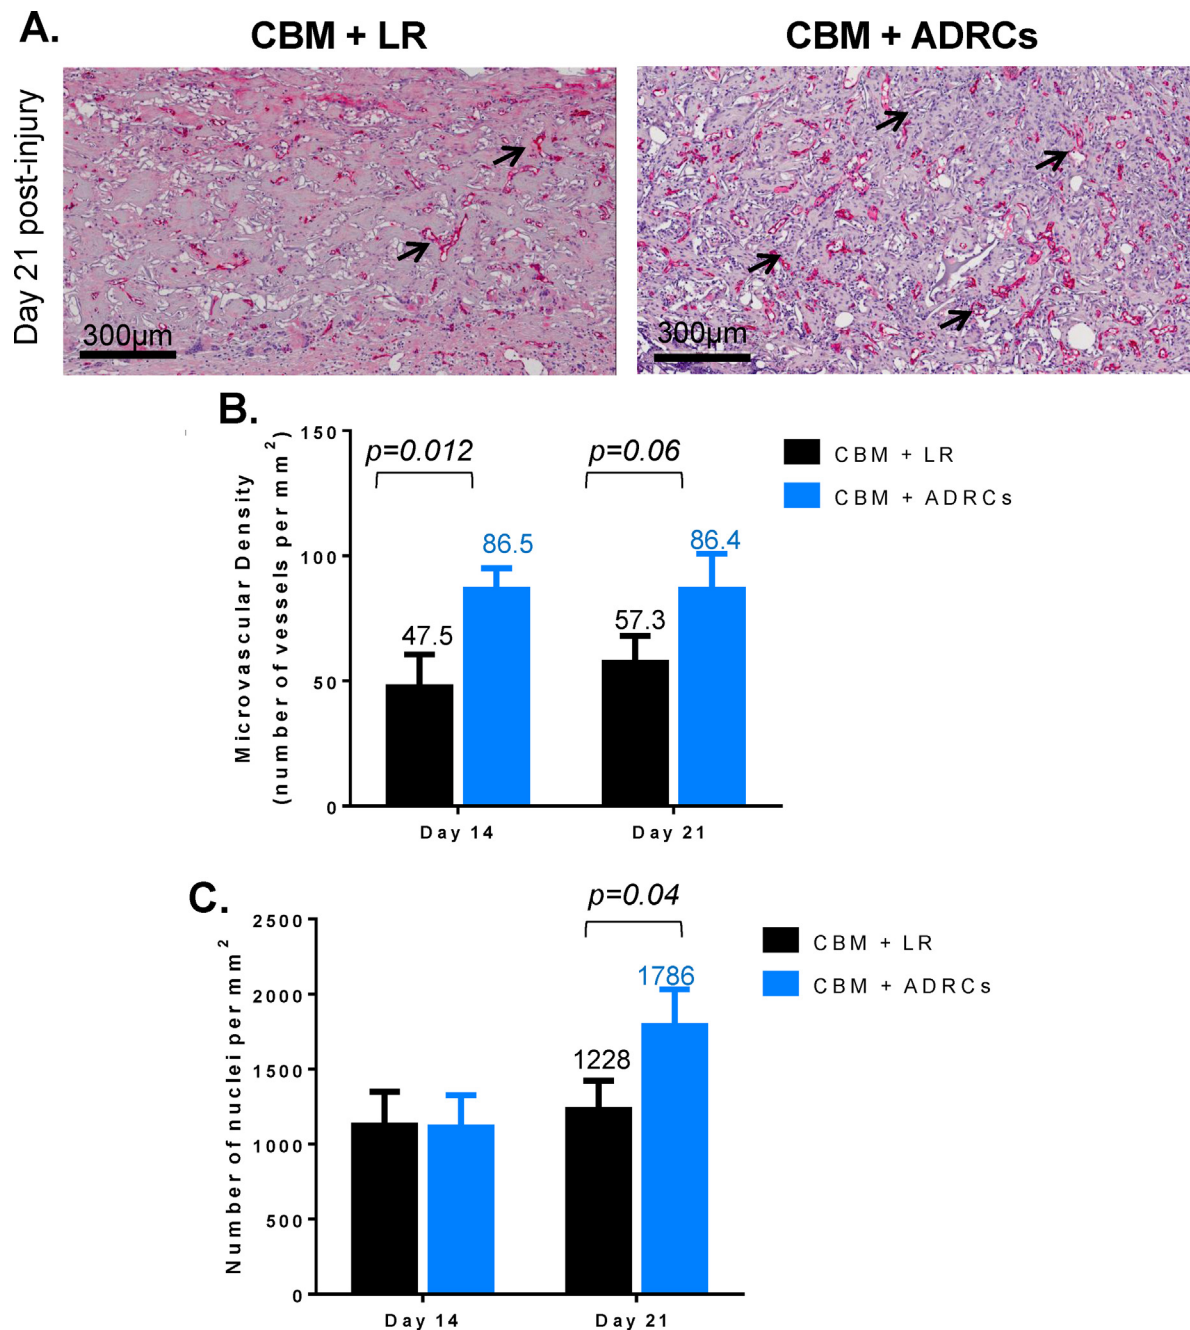 A.
CBM + LR
CBM + ADRCs
Day 21 post-injury
300µm
300µm
B.
Microvascular Density
(number of vessels per mm²)
150
100
50
0
p=0.012
p=0.06
47.5
86.5
57.3
86.4
Day 14
Day 21
CBM + LR
CBM + ADRCs
C.
Number of nuclei per mm²
2500
2000
1500
1000
500
0
p=0.04
1228
1786
Day 14
Day 21
CBM + LR
CBM + ADRCs